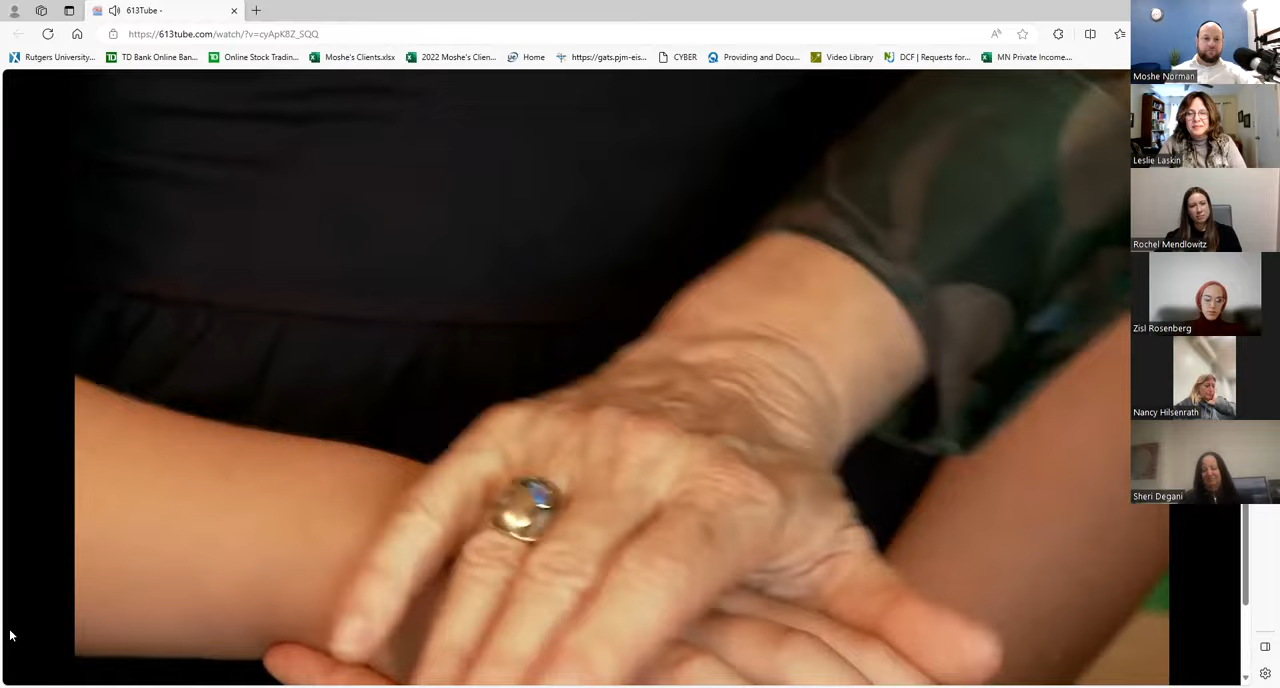 613Tube -
https://613tube.com/watch/?v=cyApK8Z_SQQ
Rutgers University...
TD Bank Online Ban...
Online Stock Tradin...
Moshe's Clients.xlsx
2022 Moshe's Clien...
Home
https://gats.pjm-eis...
CYBER
Providing and Docu...
Video Library
DCF | Requests for...
MN Private Income....
Moshe Norman
Leslie Laskin
Rochel Mendlowitz
Zisl Rosenberg
Nancy Hilsenrath
Sheri Degani